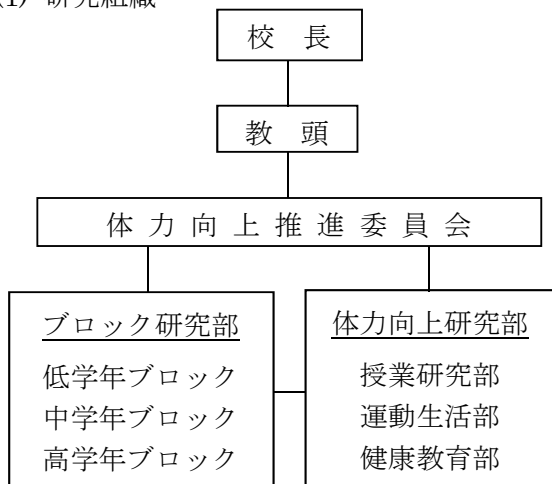 (1) 研究組織
校長
教頭
体力向上推進委員会
ブロック研究部
低学年ブロック
中学年ブロック
高学年ブロック
体力向上研究部
授業研究部
運動生活部
健康教育部